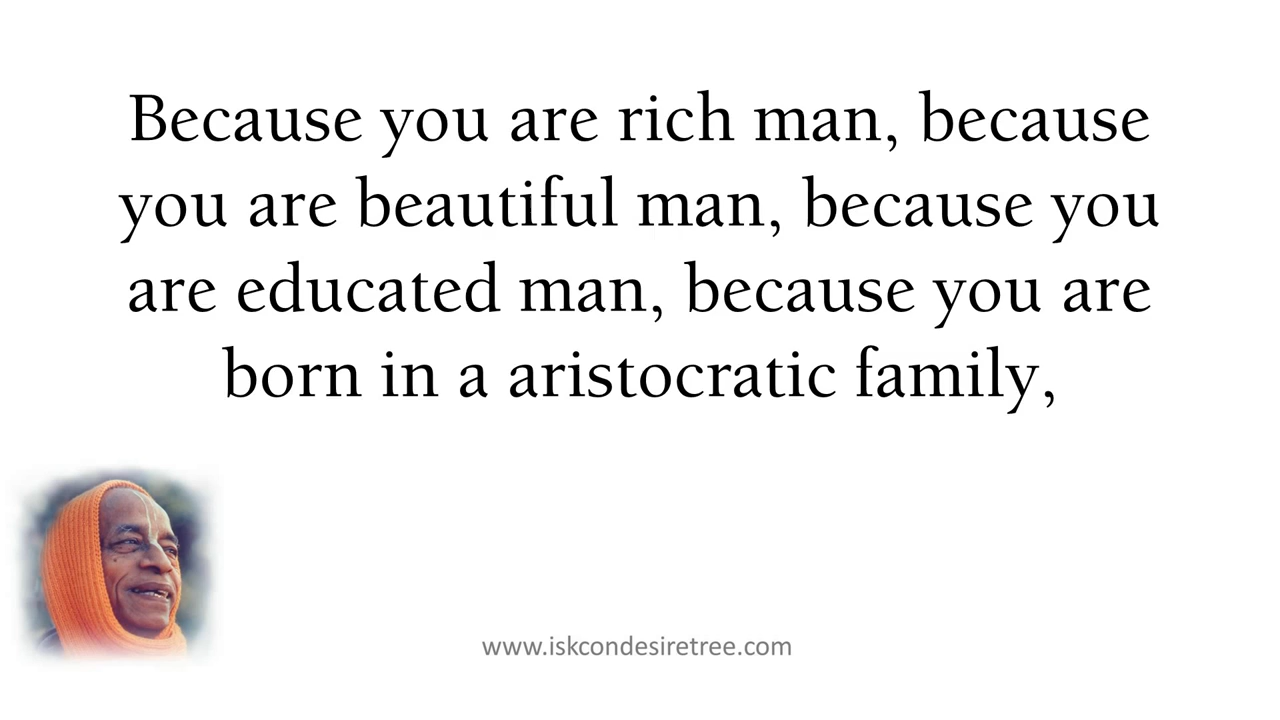 Because you are rich man, because
you are beautiful man, because you
are educated man, because you are
born in a aristocratic family,
www.iskcondesiretree.com